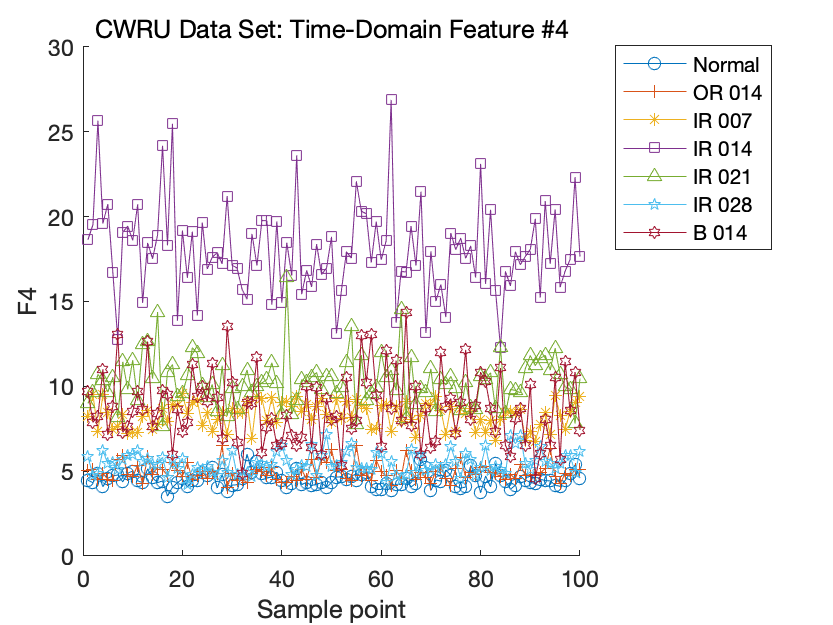 CWRU Data Set: Time-Domain Feature #4
30
25
20
15
10
5
0
F4
0 20 40 60 80 100
Sample point
Normal
OR 014
IR 007
IR 014
IR 021
IR 028
B 014